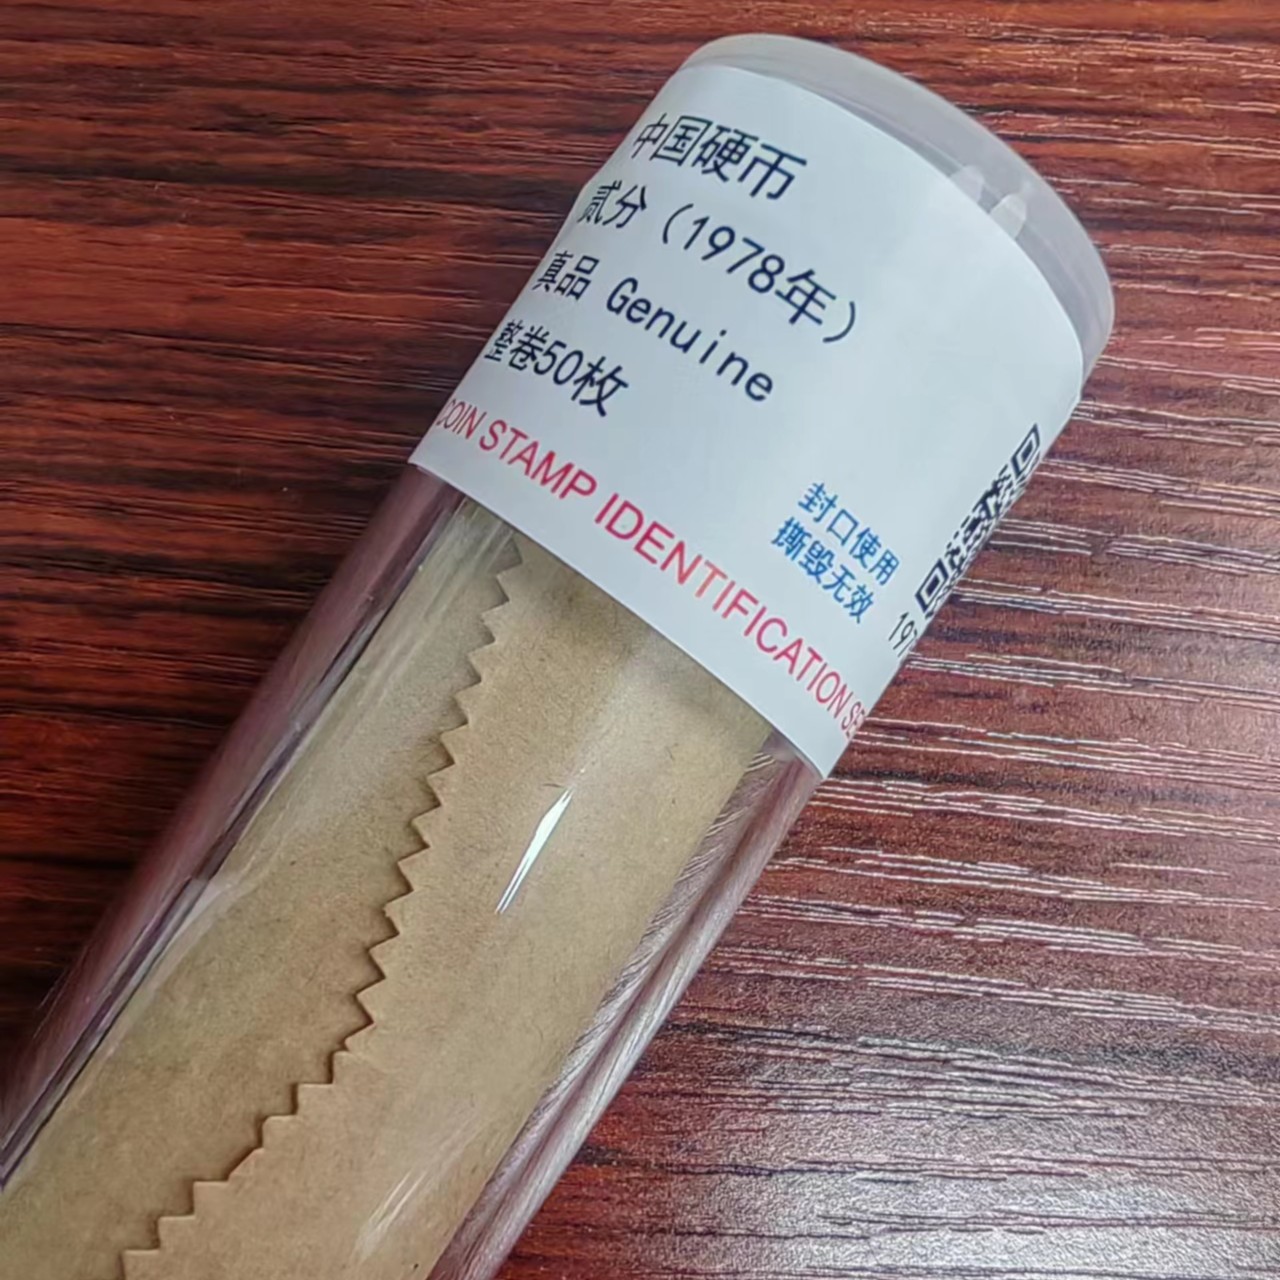 中国硬币
贰分（1978年）
真品 Genuine
整卷50枚
COIN STAMP IDENTIFICATION
封口使用
撕毁无效